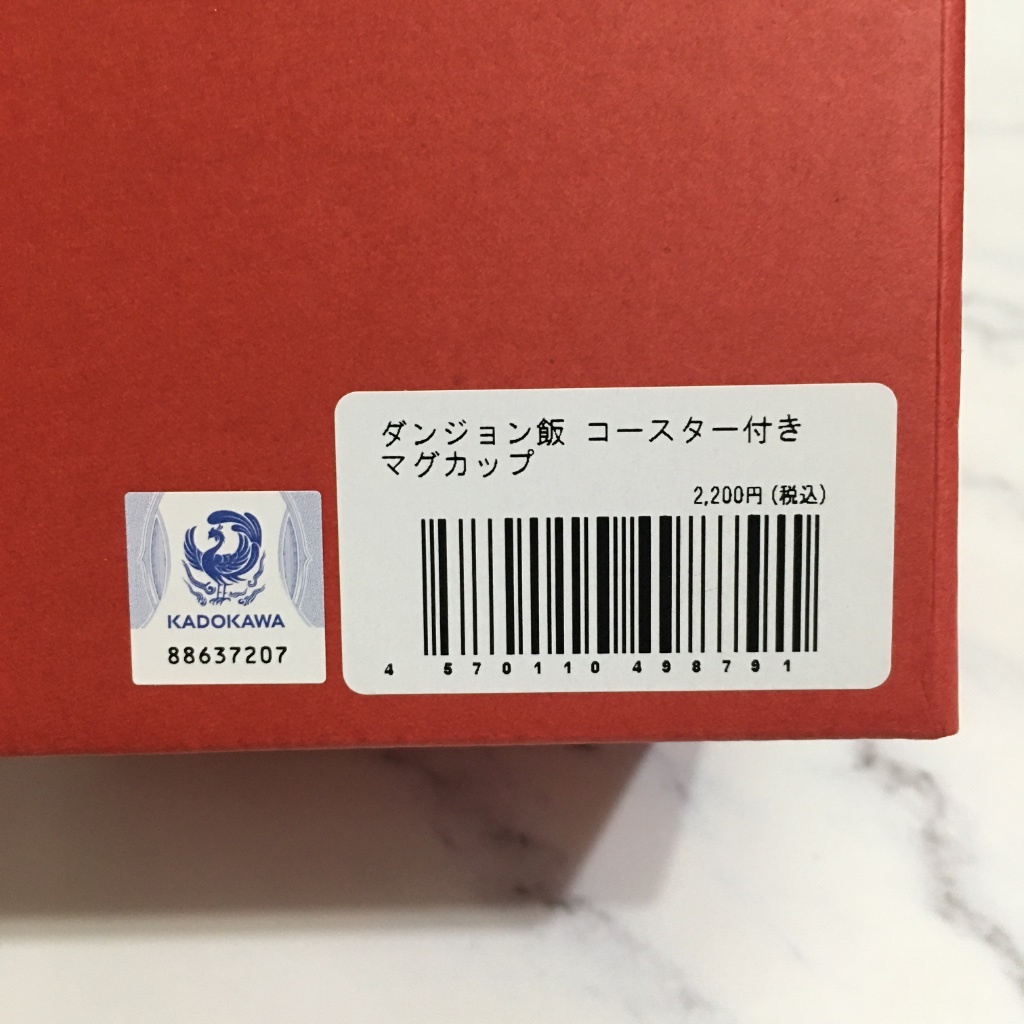 ダンジョン飯 コースター付き
マグカップ
2,200円(税込)
4 570110 498791
KADOKAWA
88637207